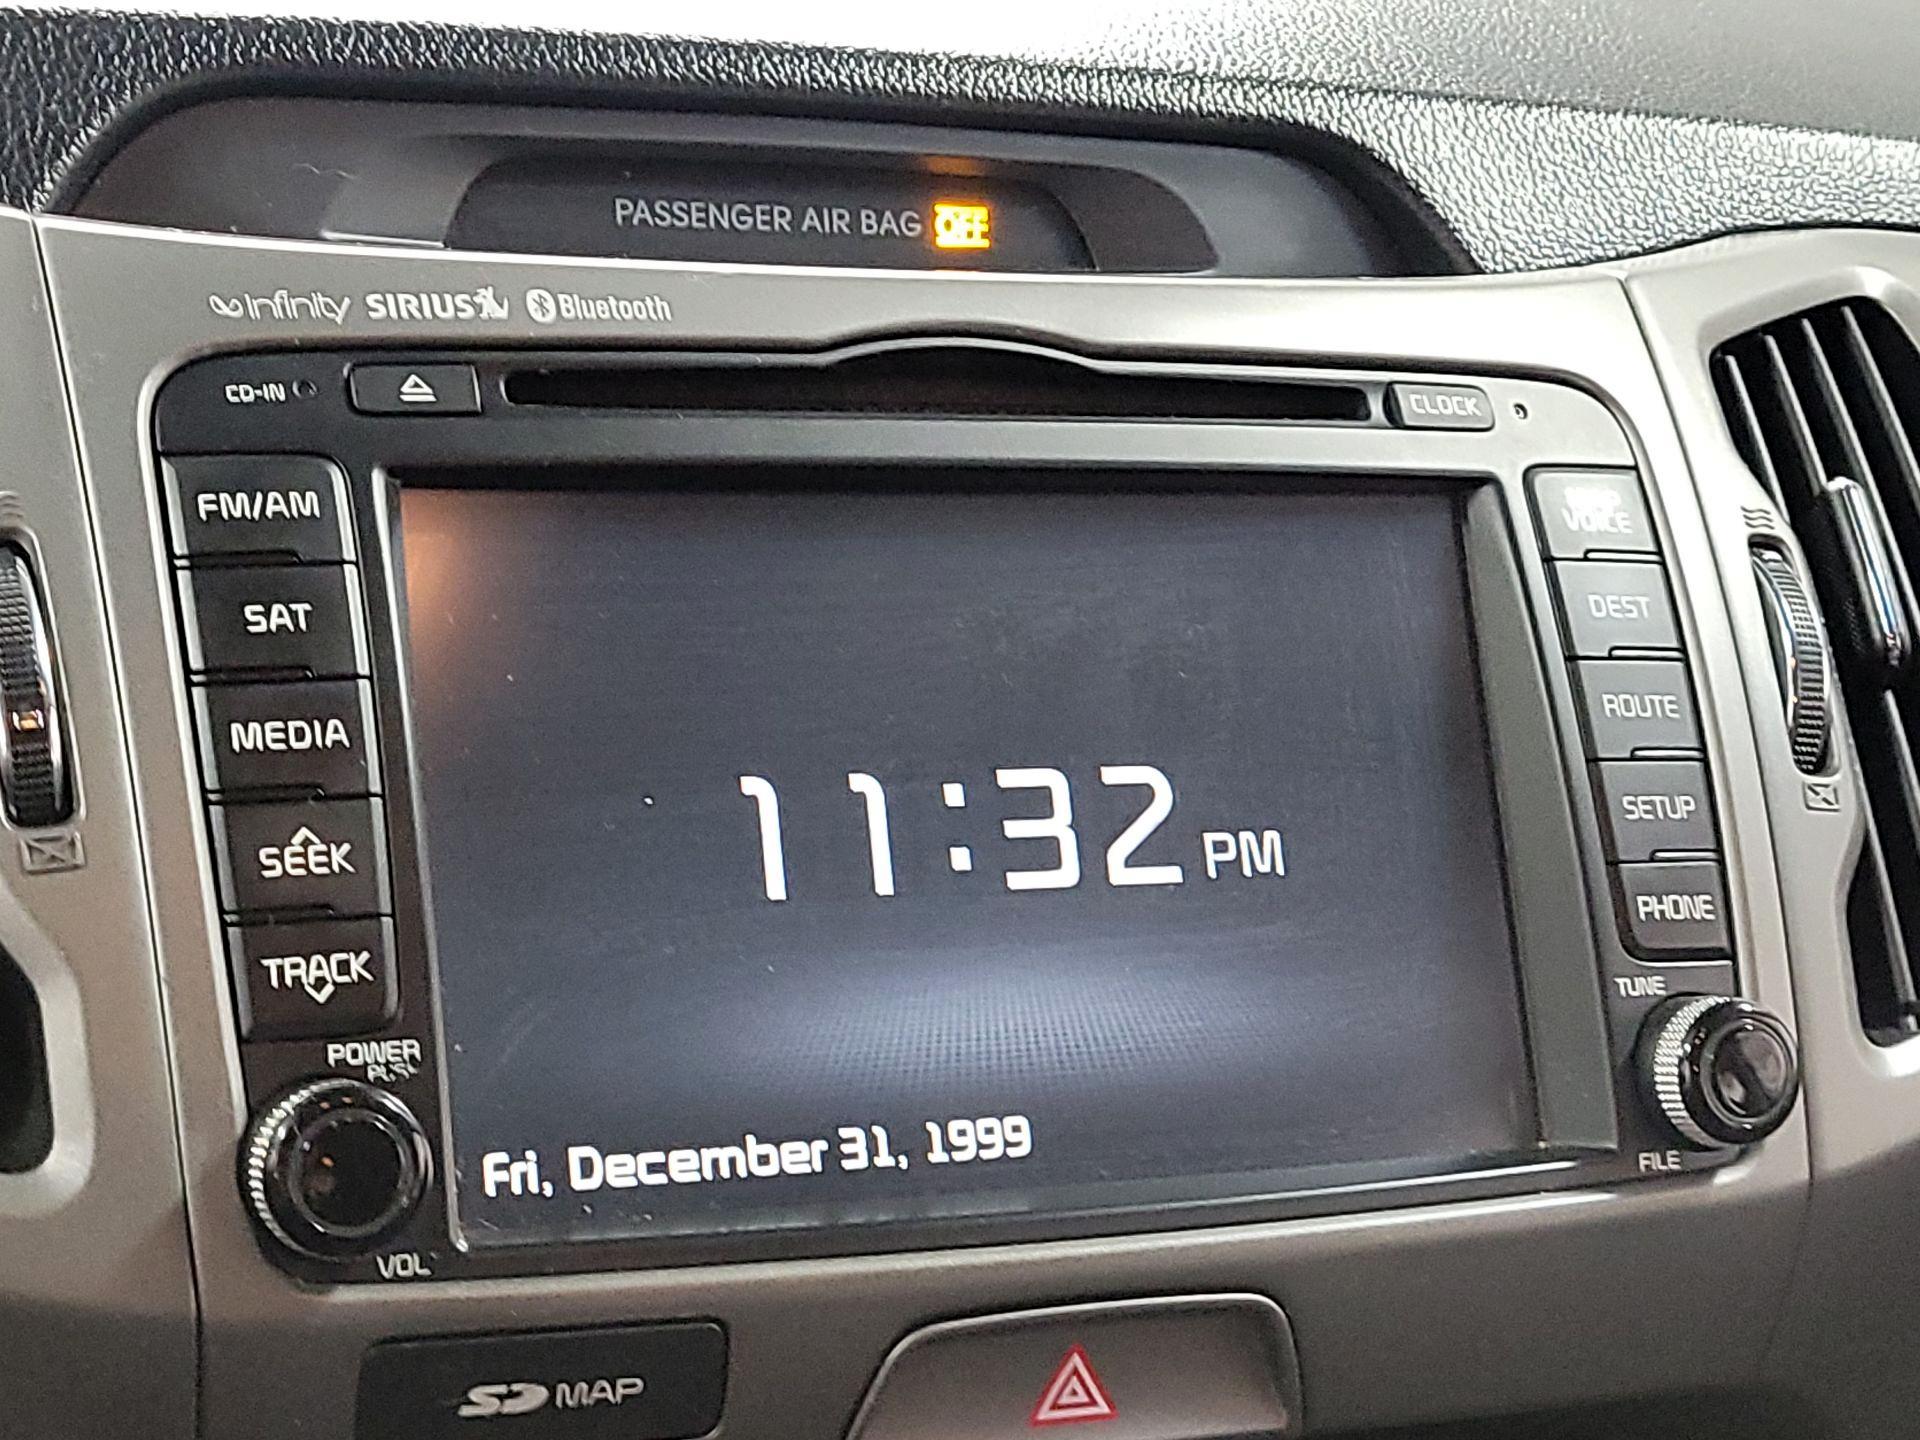 PASSENGER AIR BAG OFF
infinity SIRIUS Bluetooth
CD-IN
CLOCK
FM/AM
SAT
MEDIA
SEEK
TRACK
POWER
VOL
11:32 PM
Fri, December 31, 1999
VOICE
DEST
ROUTE
SETUP
PHONE
TUNE
FILE
SD MAP